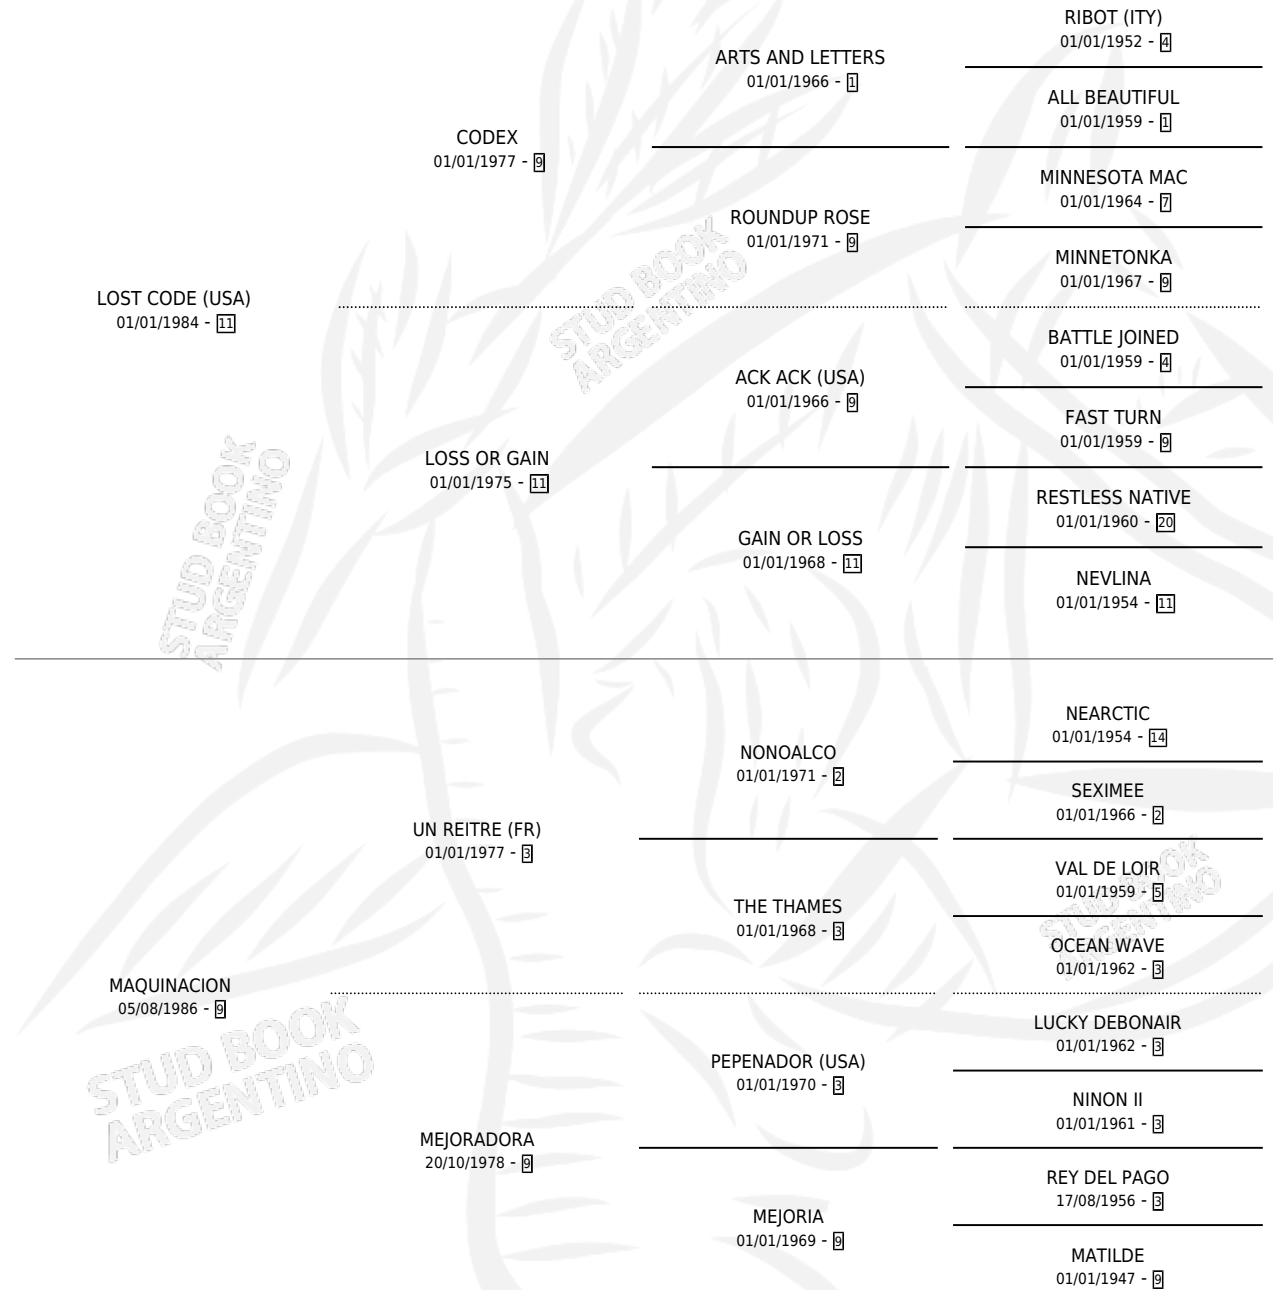 RIBOT (ITY)
01/01/1952 - 4
ARTS AND LETTERS
01/01/1966 - 1
ALL BEAUTIFUL
01/01/1959 - 1
CODEX
01/01/1977 - 9
MINNESOTA MAC
01/01/1964 - 7
ROUNDUP ROSE
01/01/1971 - 9
MINNETONKA
01/01/1967 - 9
LOST CODE (USA)
01/01/1984 - 11
STUD BOOK
ARGENTINO
BATTLE JOINED
01/01/1959 - 4
ACK ACK (USA)
01/01/1966 - 9
FAST TURN
01/01/1959 - 9
LOSS OR GAIN
01/01/1975 - 11
RESTLESS NATIVE
01/01/1960 - 20
GAIN OR LOSS
01/01/1968 - 11
NEVLINA
01/01/1954 - 11
STUD BOOK
ARGENTINO
NEARCTIC
01/01/1954 - 14
NONOALCO
01/01/1971 - 2
SEXIMEE
01/01/1966 - 2
UN REITRE (FR)
01/01/1977 - 3
VAL DE LOIR
01/01/1959 - 5
THE THAMES
01/01/1968 - 3
STUD BOOK
ARGENTINO
OCEAN WAVE
01/01/1962 - 3
MAQUINACION
05/08/1986 - 9
LUCKY DEBONAIR
01/01/1962 - 3
STUD BOOK
ARGENTINO
PEPENADOR (USA)
01/01/1970 - 3
NINON II
01/01/1961 - 3
MEJORADORA
20/10/1978 - 9
REY DEL PAGO
17/08/1956 - 3
MEJORIA
01/01/1969 - 9
MATILDE
01/01/1947 - 9